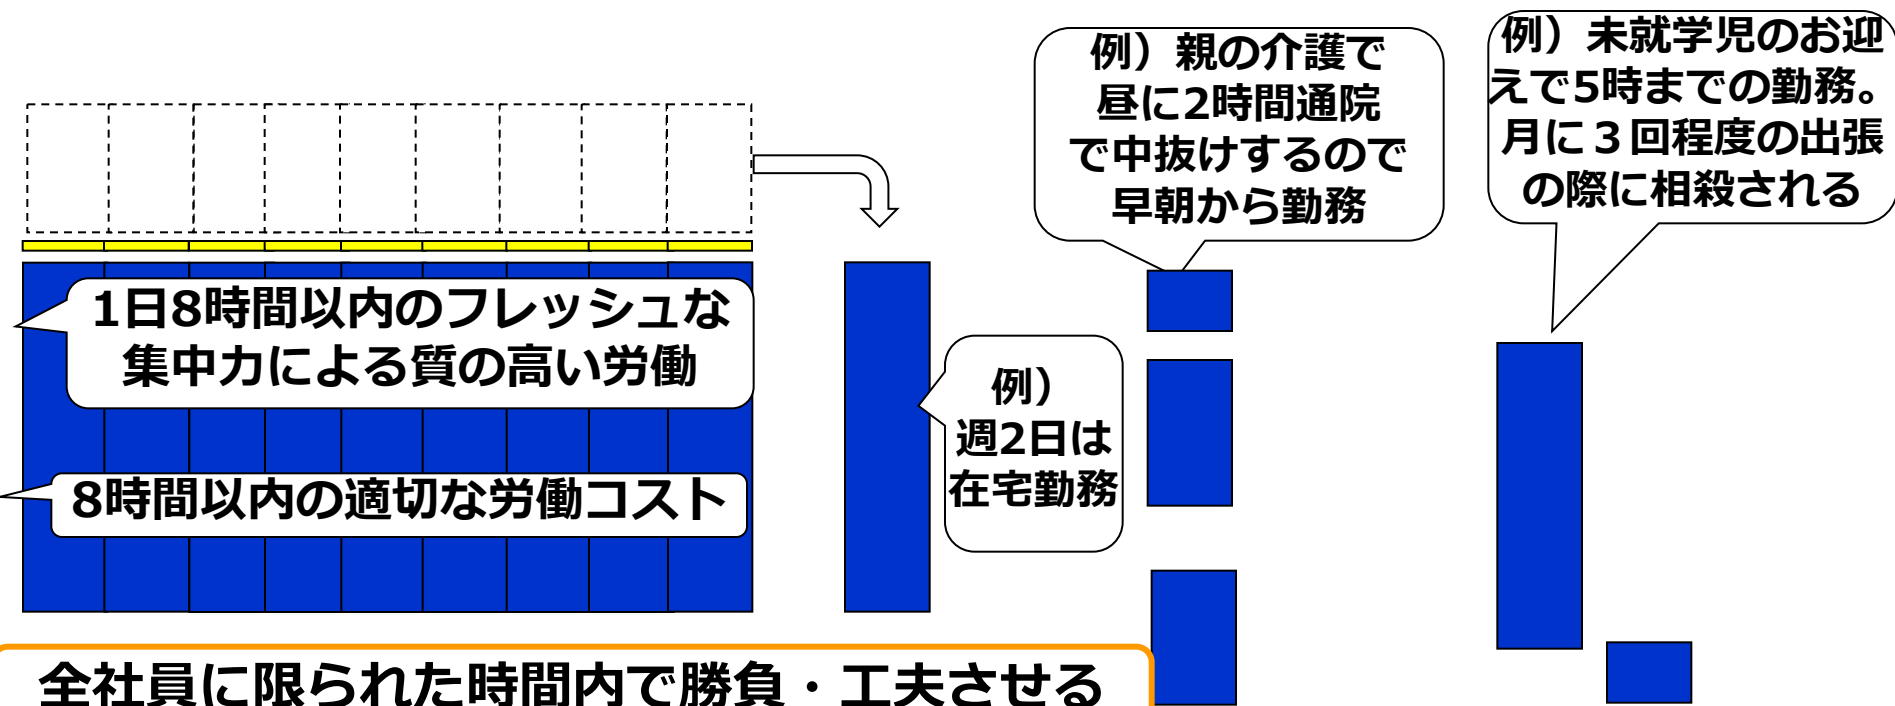 例）親の介護で
昼に2時間通院
で中抜けするので
早朝から勤務
例）未就学児のお迎
えで5時までの勤務。
月に３回程度の出張
の際に相殺される
1日8時間以内のフレッシュな
集中力による質の高い労働
8時間以内の適切な労働コスト
例）
週2日は
在宅勤務
全社員に限られた時間内で勝負・工夫させる